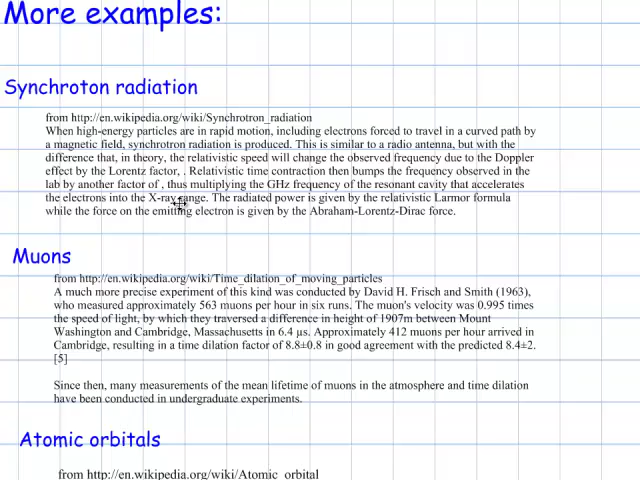 More examples:
Synchroton radiation
from http://en.wikipedia.org/wiki/Synchrotron_radiation
When high-energy particles are in rapid motion, including electrons forced to travel in a curved path by
a magnetic field, synchrotron radiation is produced. This is similar to a radio antenna, but with the
difference that, in theory, the relativistic speed will change the observed frequency due to the Doppler
effect by the Lorentz factor, . Relativistic time contraction then bumps the frequency observed in the
lab by another factor of , thus multiplying the GHz frequency of the resonant cavity that accelerates
the electrons into the X-ray range. The radiated power is given by the relativistic Larmor formula
while the force on the emitting electron is given by the Abraham-Lorentz-Dirac force.
Muons
from http://en.wikipedia.org/wiki/Time_dilation_of_moving_particles
A much more precise experiment of this kind was conducted by David H. Frisch and Smith (1963),
who measured approximately 563 muons per hour in six runs. The muon's velocity was 0.995 times
the speed of light, by which they traversed a difference in height of 1907m between Mount
Washington and Cambridge, Massachusetts in 6.4 µs. Approximately 412 muons per hour arrived in
Cambridge, resulting in a time dilation factor of 8.8±0.8 in good agreement with the predicted 8.4±2.
[5]
Since then, many measurements of the mean lifetime of muons in the atmosphere and time dilation
have been conducted in undergraduate experiments.
Atomic orbitals
from http://en.wikipedia.org/wiki/Atomic_orbital